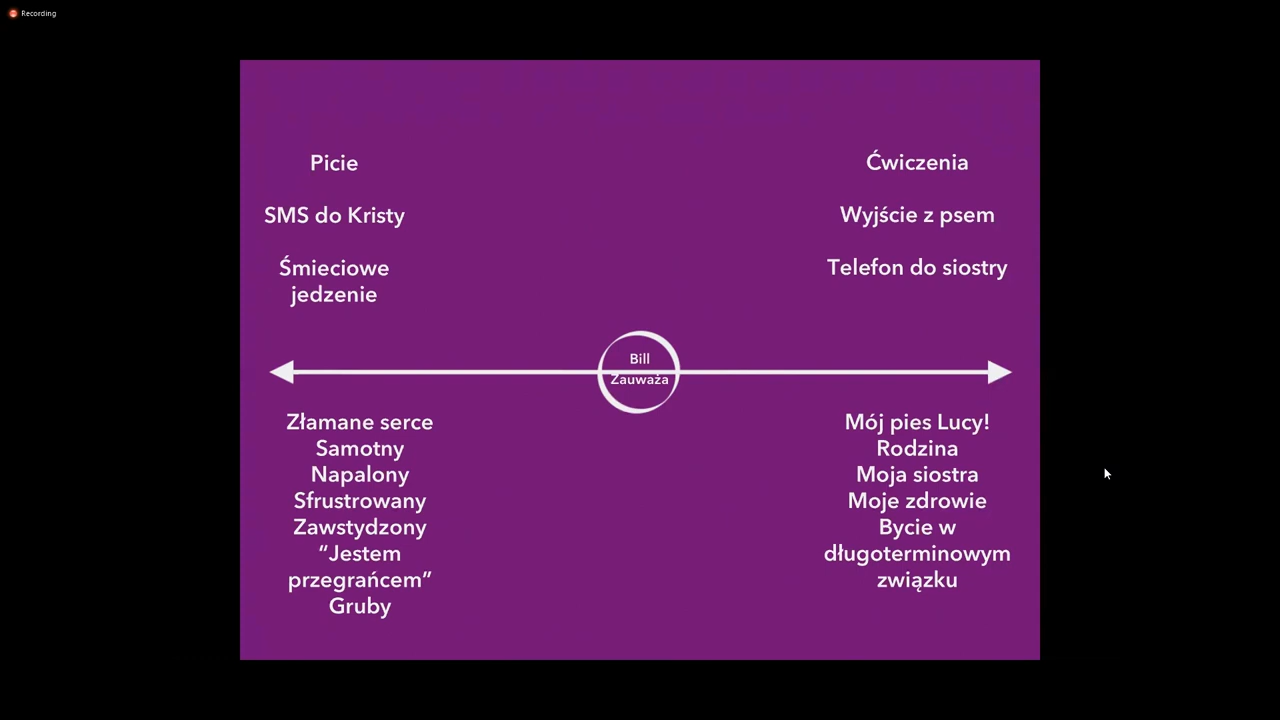 Recording
Picie
SMS do Kristy
Śmieciowe
jedzenie
Ćwiczenia
Wyjście z psem
Telefon do siostry
Bill
Zauważa
Złamane serce
Samotny
Napalony
Sfrustrowany
Zawstydzony
“Jestem
przegrańcem”
Gruby
Mój pies Lucy!
Rodzina
Moja siostra
Moje zdrowie
Bycie w
długoterminowym
związku